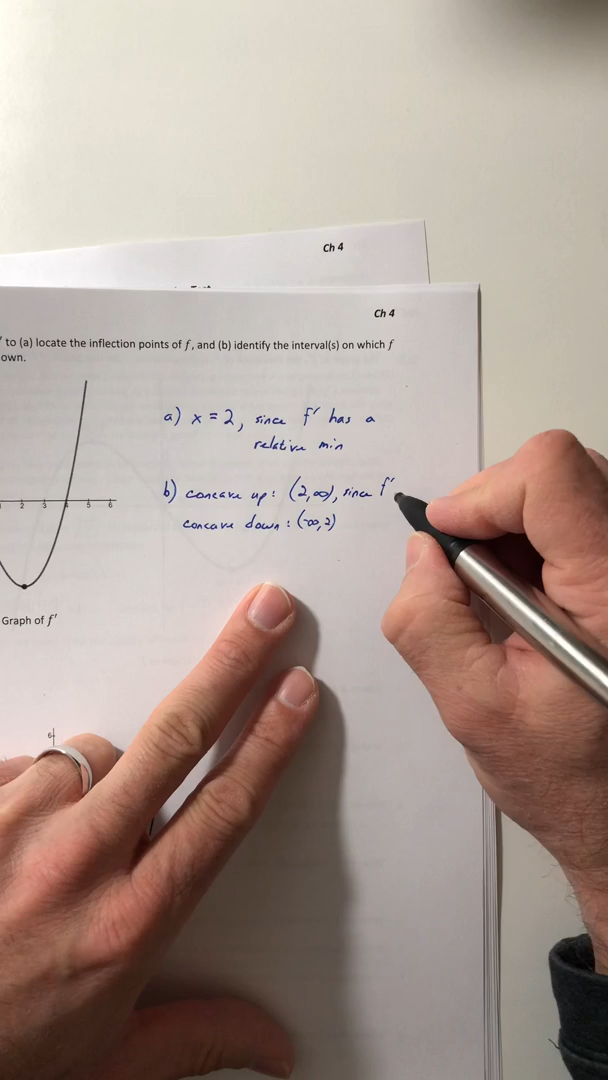 Ch 4
Ch 4
to (a) locate the inflection points of f, and (b) identify the interval(s) on which f
own.
a) x = 2, since f' has a
relative min
b) concave up: (2,∞), since f'
concave down: (-∞,2)
2 3 4 5 6
Graph of f'
6